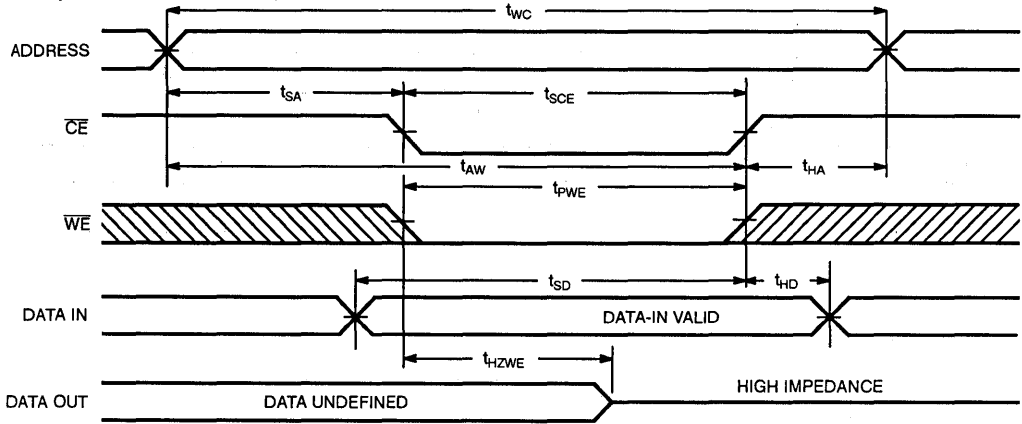 tWC
ADDRESS
tSA
tSCE
CE
tAW
tHA
tPWE
WE
tSD
tHD
DATA IN
DATA-IN VALID
tHZWE
DATA OUT
DATA UNDEFINED
HIGH IMPEDANCE